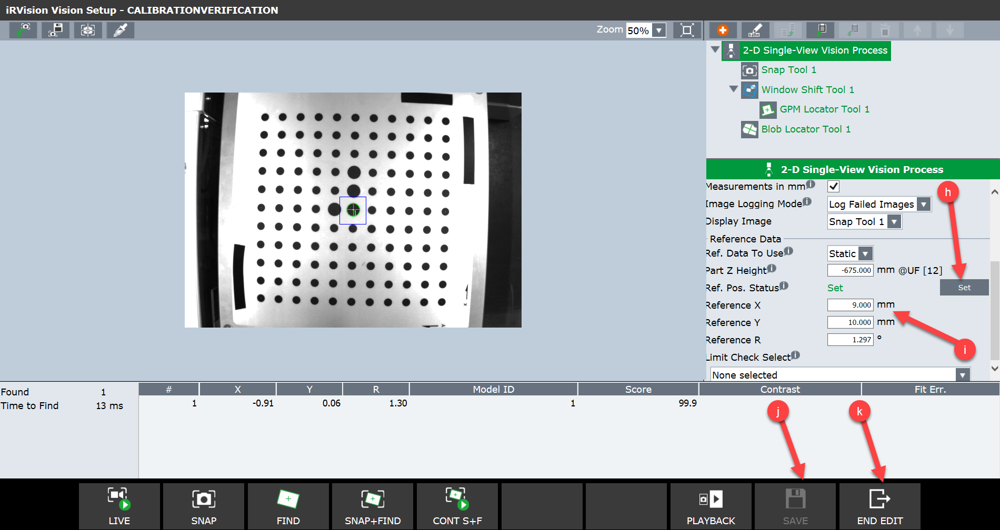 iRVision Vision Setup - CALIBRATIONVERIFICATION
Zoom 50%
name
2-D Single-View Vision Process
Snap Tool 1
Window Shift Tool 1
GPM Locator Tool 1
Blob Locator Tool 1
2-D Single-View Vision Process
Measurements in mm
h
Image Logging Mode Log Failed Images
Display Image Snap Tool 1
Reference Data
Ref. Data To Use Static
Part Z Height -675.000 mm @UF [12]
Ref. Pos. Status Set Set
Reference X 9.000 mm
Reference Y 10.000 mm
Reference R 1.297 °
i
Limit Check Select
None selected
1
X
Y
Found 1
Time to Find 13 ms
# X Y R Model ID Score Contrast Fit Err.
1 -0.91 0.06 1.30 1 99.9
j
k
LIVE SNAP FIND SNAP+FIND CONT S+F PLAYBACK SAVE END EDIT